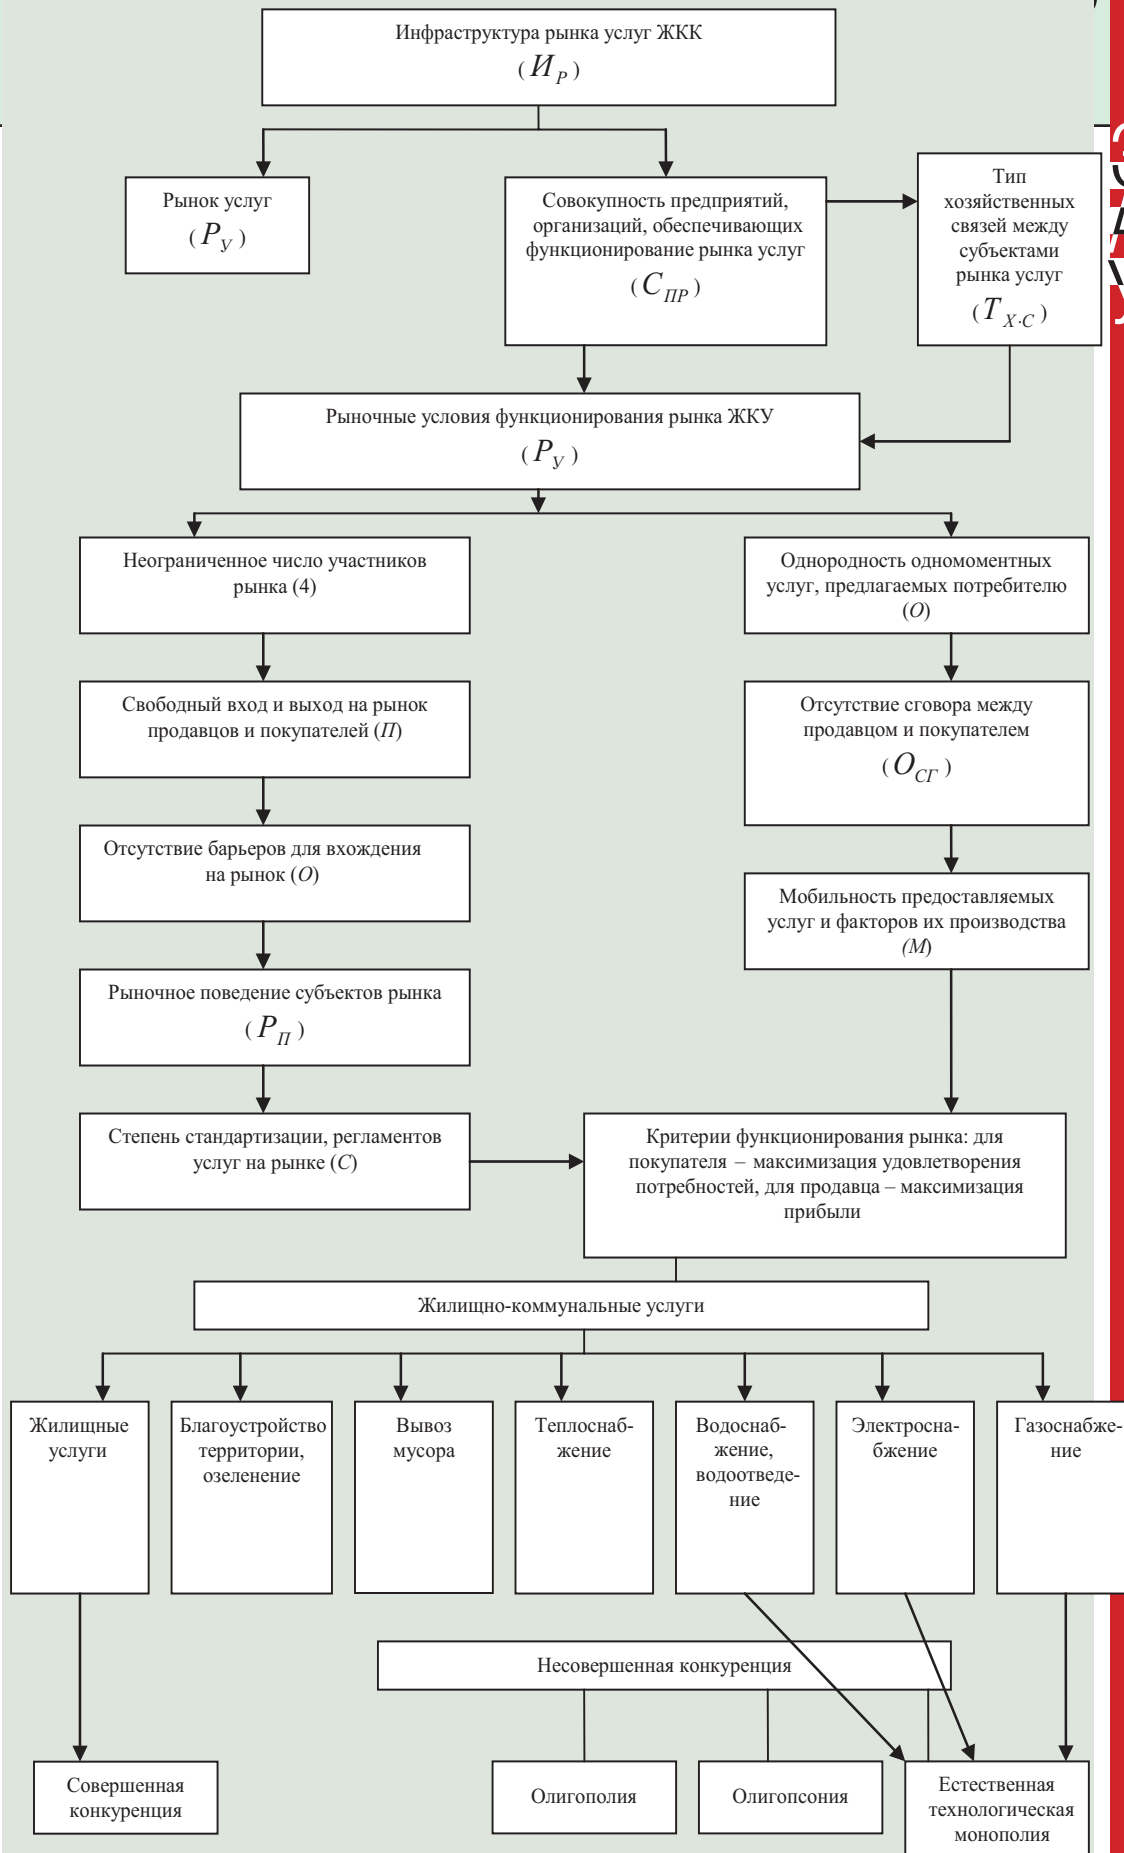 Инфраструктура рынка услуг ЖКК
(И_Р)
Рынок услуг
(Р_У)
Совокупность предприятий,
организаций, обеспечивающих
функционирование рынка услуг
(С_ПР)
Тип
хозяйственных
связей между
субъектами
рынка услуг
(Т_Х·С)
Рыночные условия функционирования рынка ЖКУ
(Р_У)
Неограниченное число участников
рынка (4)
Однородность одномоментных
услуг, предлагаемых потребителю
(О)
Свободный вход и выход на рынок
продавцов и покупателей (П)
Отсутствие сговора между
продавцом и покупателем
(О_СГ)
Отсутствие барьеров для вхождения
на рынок (О)
Мобильность предоставляемых
услуг и факторов их производства
(М)
Рыночное поведение субъектов рынка
(Р_П)
Степень стандартизации, регламентов
услуг на рынке (С)
Критерии функционирования рынка: для
покупателя – максимизация удовлетворения
потребностей, для продавца – максимизация
прибыли
Жилищно-коммунальные услуги
Жилищные
услуги
Благоустройство
территории,
озеленение
Вывоз
мусора
Теплоснаб-
жение
Водоснаб-
жение,
водоотведе-
ние
Электросна-
бжение
Газоснабже-
ние
Несовершенная конкуренция
Совершенная
конкуренция
Олигополия
Олигопсония
Естественная
технологическая
монополия